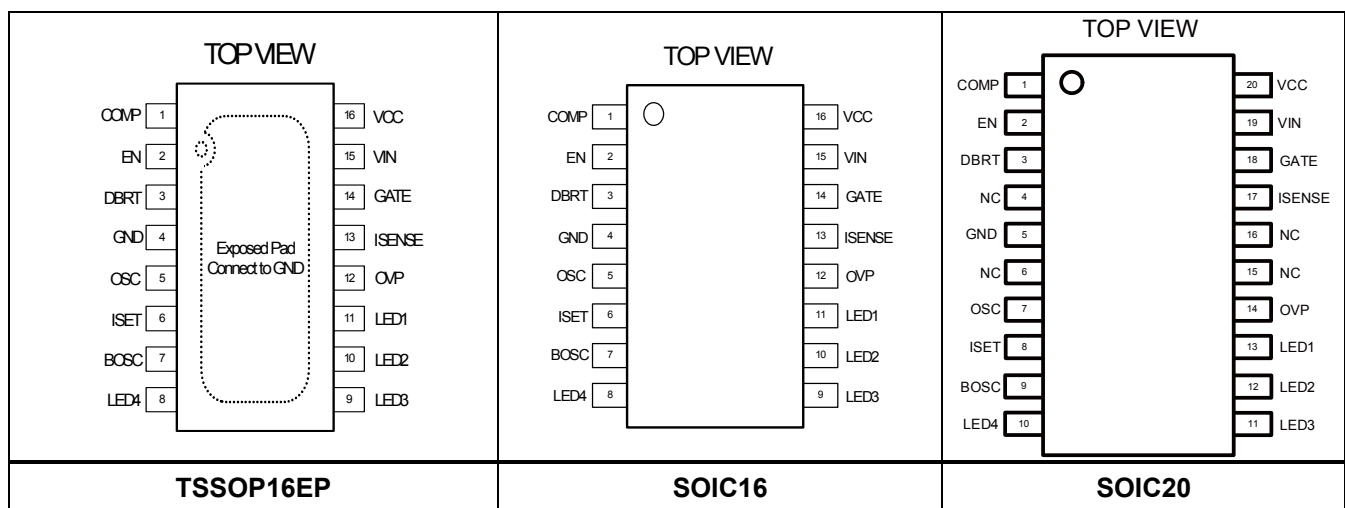 TOP VIEW
COMP 1 16 VCC
EN 2 15 VIN
DBRT 3 14 GATE
GND 4 13 ISENSE
OSC 5 12 OVP
ISET 6 11 LED1
BOSC 7 10 LED2
LED4 8 9 LED3
Exposed Pad
Connect to GND
TSSOP16EP
TOP VIEW
COMP 1 16 VCC
EN 2 15 VIN
DBRT 3 14 GATE
GND 4 13 ISENSE
OSC 5 12 OVP
ISET 6 11 LED1
BOSC 7 10 LED2
LED4 8 9 LED3
SOIC16
TOP VIEW
COMP 1 20 VCC
EN 2 19 VIN
DBRT 3 18 GATE
NC 4 17 ISENSE
GND 5 16 NC
NC 6 15 NC
OSC 7 14 OVP
ISET 8 13 LED1
BOSC 9 12 LED2
LED4 10 11 LED3
SOIC20